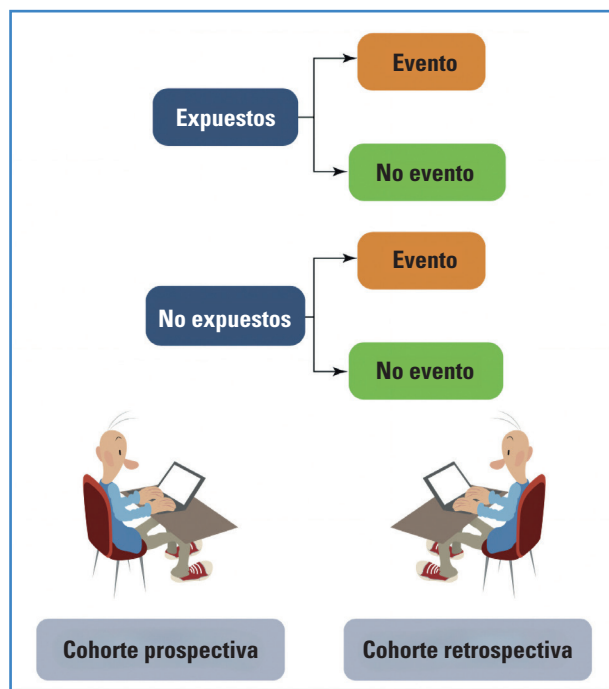 Evento
Expuestos
No evento
Evento
No expuestos
No evento
Cohorte prospectiva
Cohorte retrospectiva